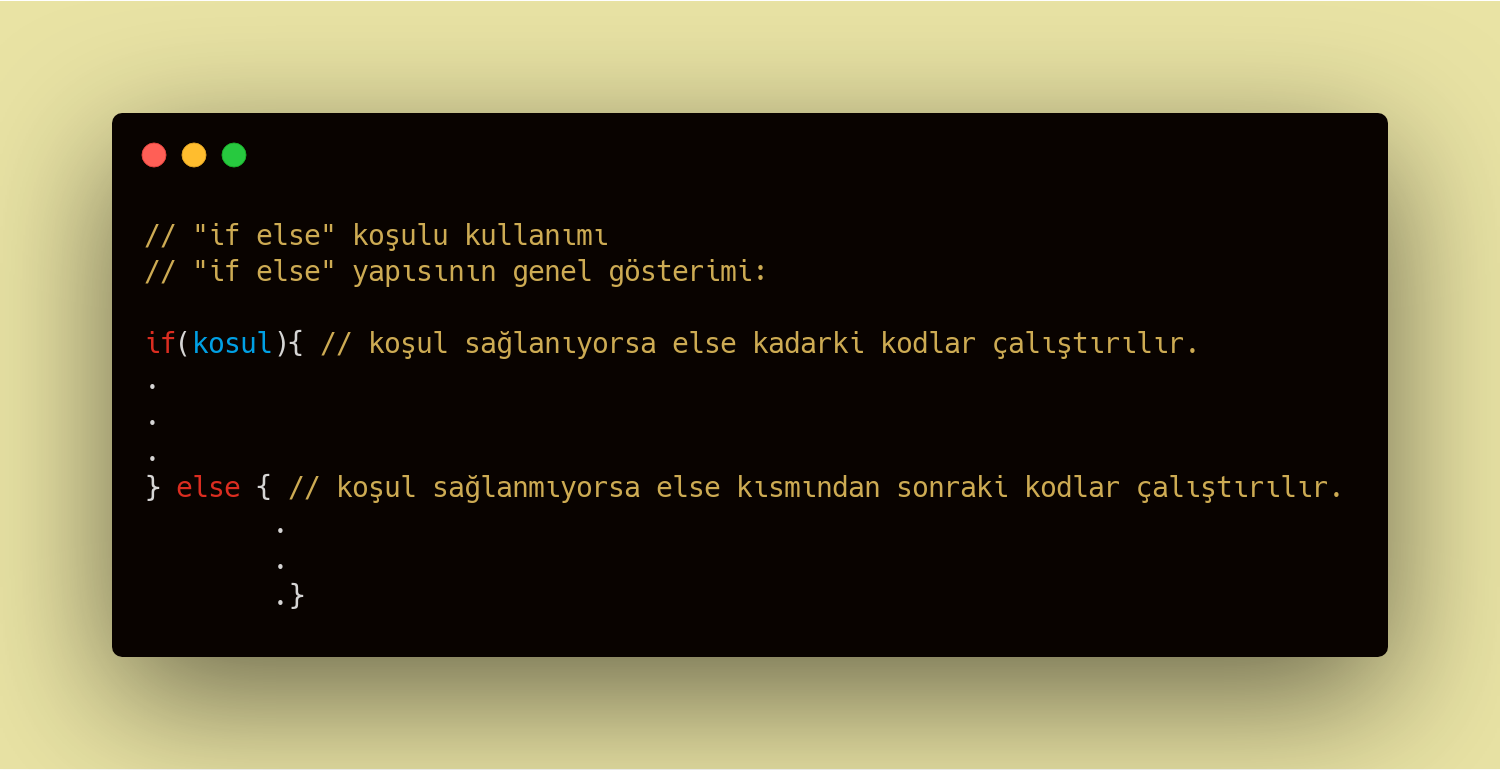 // "if else" koşulu kullanımı
// "if else" yapısının genel gösterimi:
if(kosul){ // koşul sağlanıyorsa else kadarki kodlar çalıştırılır.
.
.
.
} else { // koşul sağlanmıyorsa else kısmından sonraki kodlar çalıştırılır.
.
.
.}